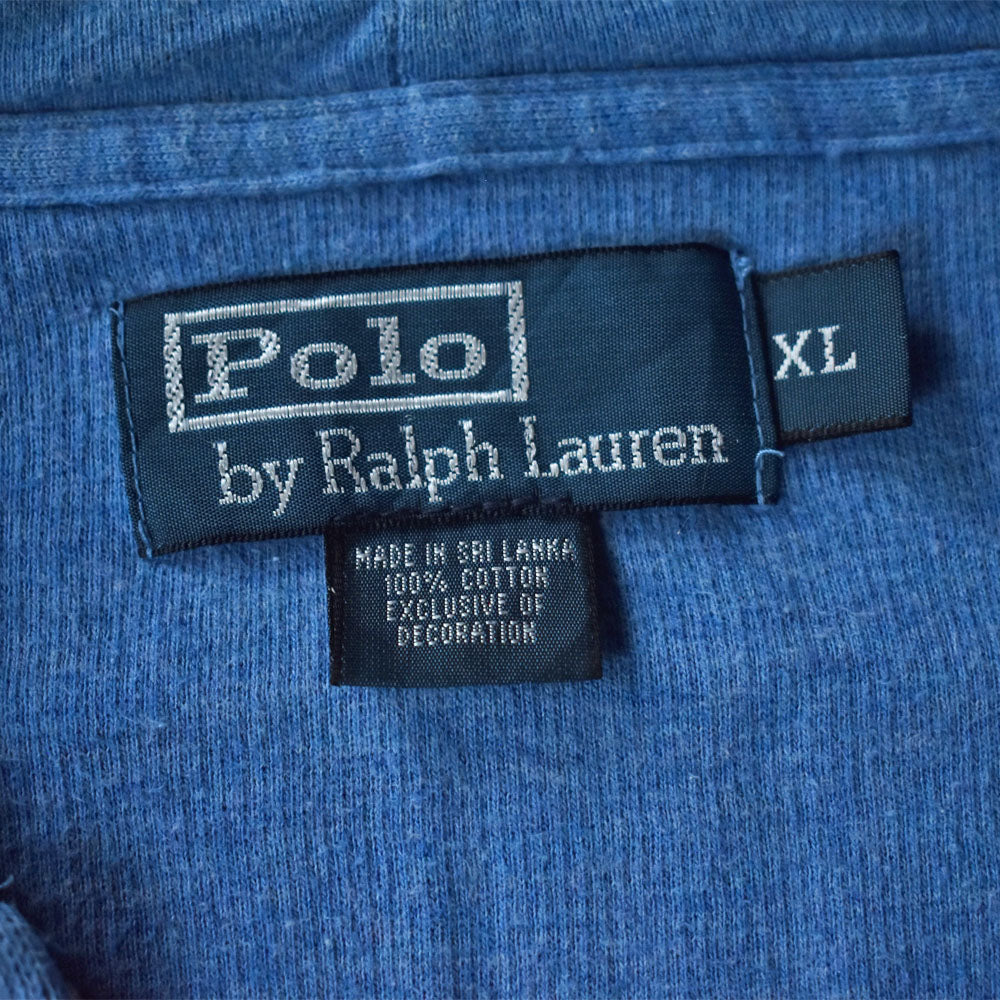 Polo
by Ralph Lauren
XL
MADE IN SRI LANKA
100% COTTON
EXCLUSIVE OF
DECORATION